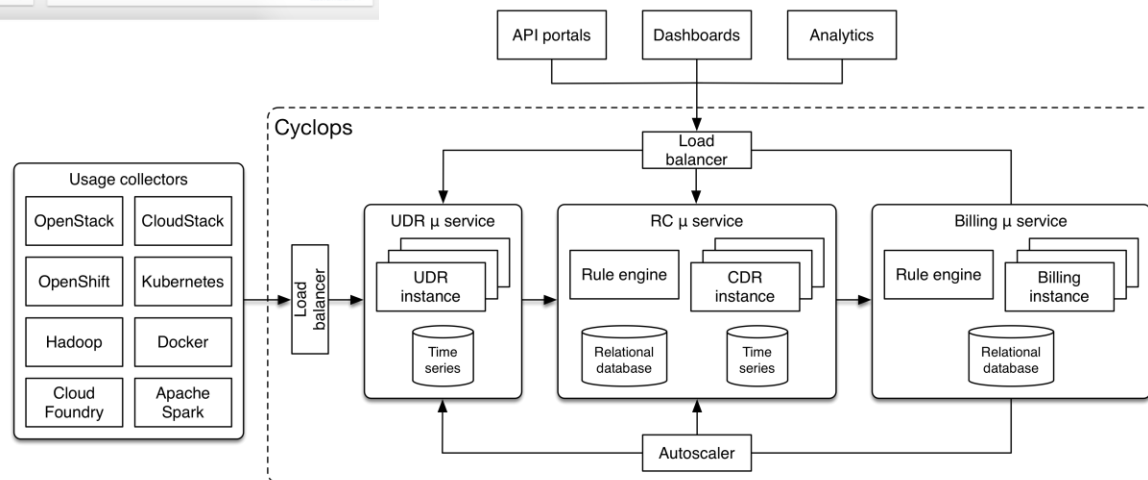 API portals
Dashboards
Analytics
Cyclops
Load
balancer
Usage collectors
OpenStack
CloudStack
OpenShift
Kubernetes
Hadoop
Docker
Cloud
Foundry
Apache
Spark
Load
balancer
UDR μ service
UDR
instance
Time
series
RC μ service
Rule engine
CDR
instance
Relational
database
Time
series
Billing μ service
Rule engine
Billing
instance
Relational
database
Autoscaler